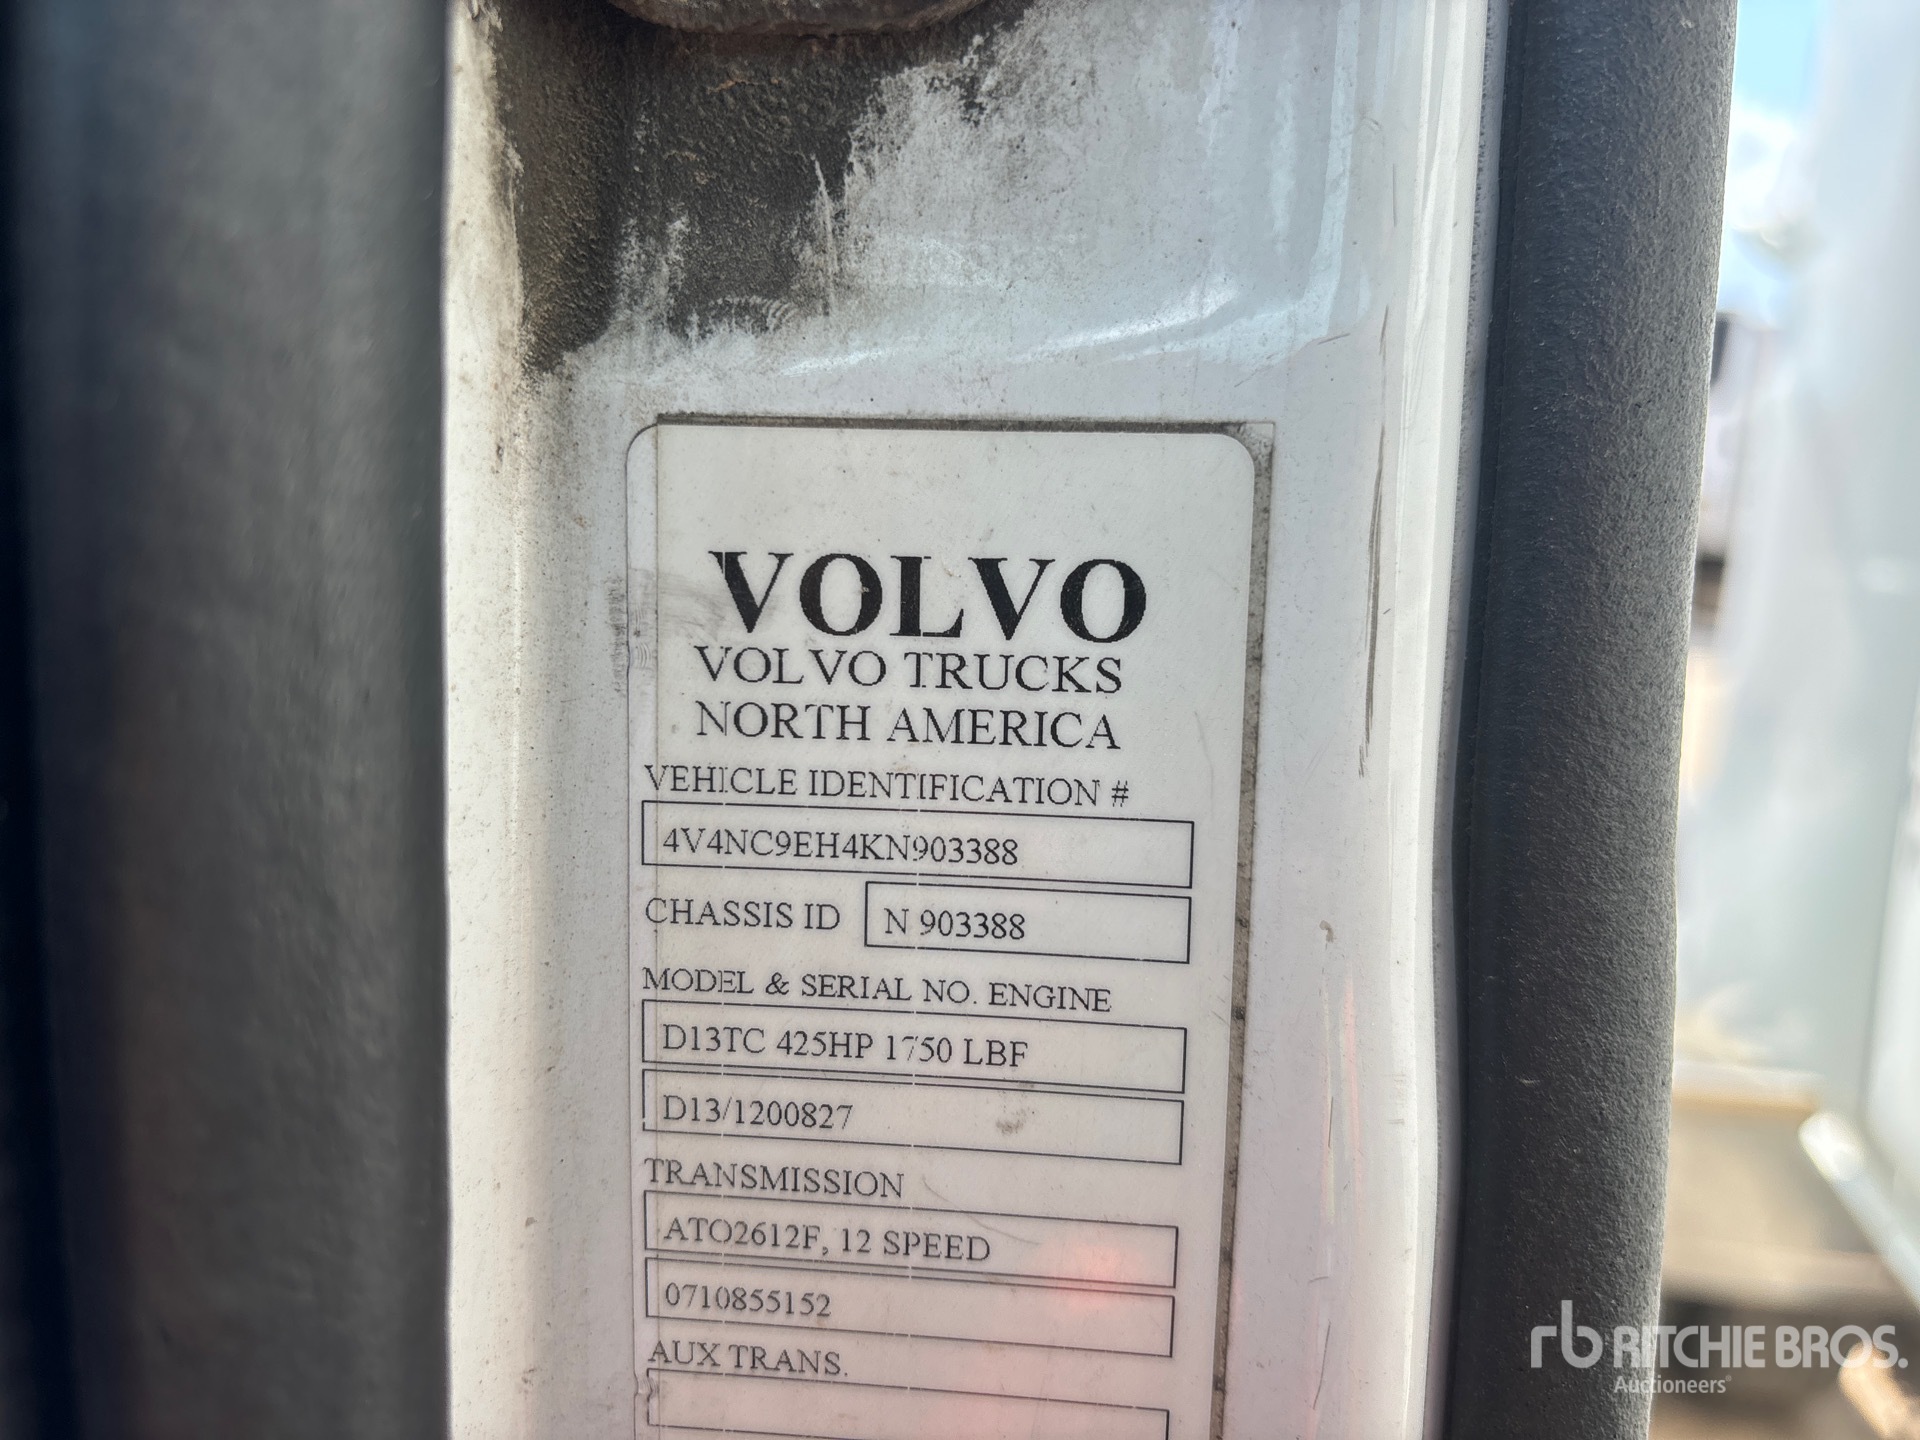 VOLVO
VOLVO TRUCKS
NORTH AMERICA
VEHICLE IDENTIFICATION #
4V4NC9EH4KN903388
CHASSIS ID N 903388
MODEL & SERIAL NO. ENGINE
D13TC 425HP 1750 LBF
D13/1200827
TRANSMISSION
ATO2612F, 12 SPEED
0710855152
AUX TRANS.
rb RITCHIE BROS.
Auctioneers